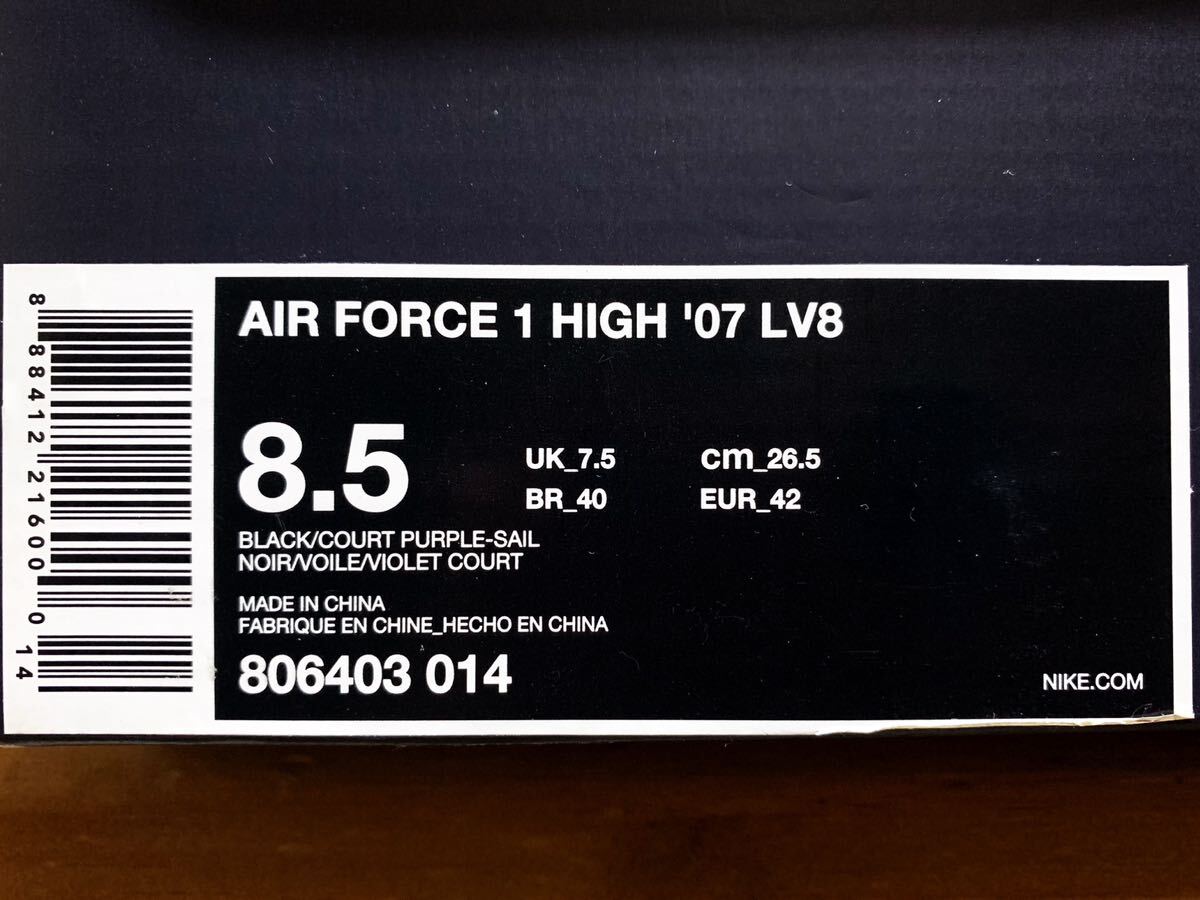 8 88412 21600 0 14
AIR FORCE 1 HIGH '07 LV8
8.5
UK_7.5 cm_26.5
BR_40 EUR_42
BLACK/COURT PURPLE-SAIL
NOIR/VOILE/VIOLET COURT
MADE IN CHINA
FABRIQUE EN CHINE_HECHO EN CHINA
806403 014
NIKE.COM